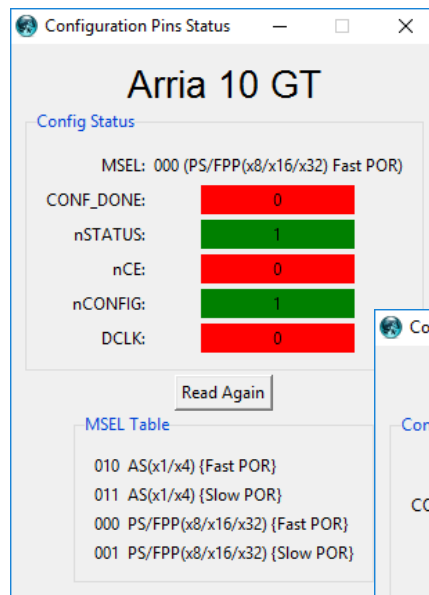 Configuration Pins Status
Arria 10 GT
Config Status
MSEL: 000 (PS/FPP(x8/x16/x32) Fast POR)
CONF_DONE: 0
nSTATUS: 1
nCE: 0
nCONFIG: 1
DCLK: 0
Co
Read Again
MSEL Table
Con
010 AS(x1/x4) {Fast POR}
011 AS(x1/x4) {Slow POR}
CO
000 PS/FPP(x8/x16/x32) {Fast POR}
001 PS/FPP(x8/x16/x32) {Slow POR}